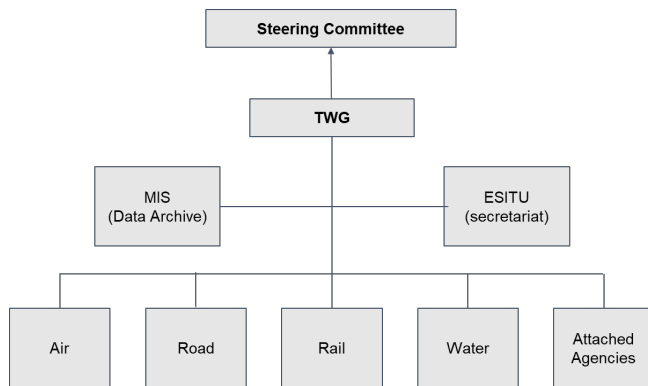 Steering Committee
TWG
MIS
(Data Archive)
ESITU
(secretariat)
Air
Road
Rail
Water
Attached
Agencies